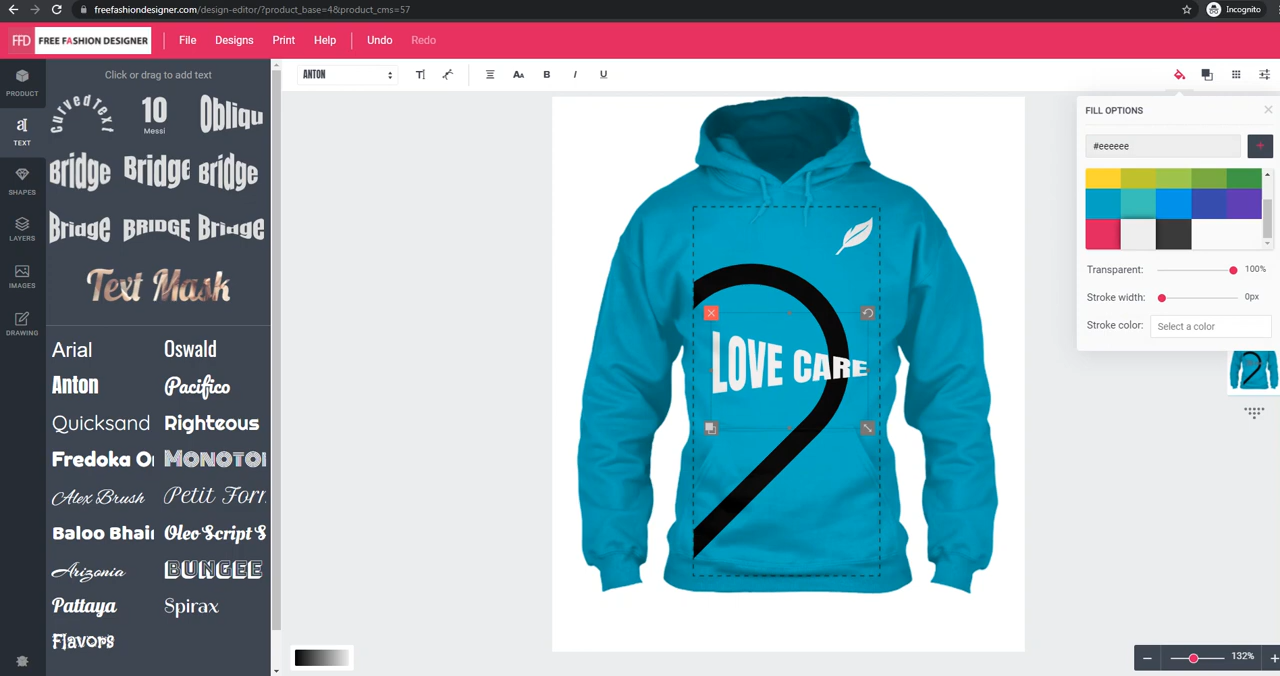 freefashiondesigner.com/design-editor/?product_base=4&product_cms=57
Incognito
FFD FREE FASHION DESIGNER
File Designs Print Help Undo Redo
PRODUCT
TEXT
SHAPES
LAYERS
IMAGES
DRAWING
Click or drag to add text
CurvedText
10
Messi
Obliqu
Bridge Bridge Bridge
Bridge BRIDGE Bridge
Text Mask
Arial Oswald
Anton Pacifico
Quicksand Righteous
Fredoka O MONOTO
Alex Brush Petit For
Baloo Bhai Oleo Script S
Arizonia BUNGEE
Pattaya Spirax
Flavors
ANTON
B I U
LOVE CARE
2
FILL OPTIONS
#eeeeee
Transparent: 100%
Stroke width: 0px
Stroke color: Select a color
132%